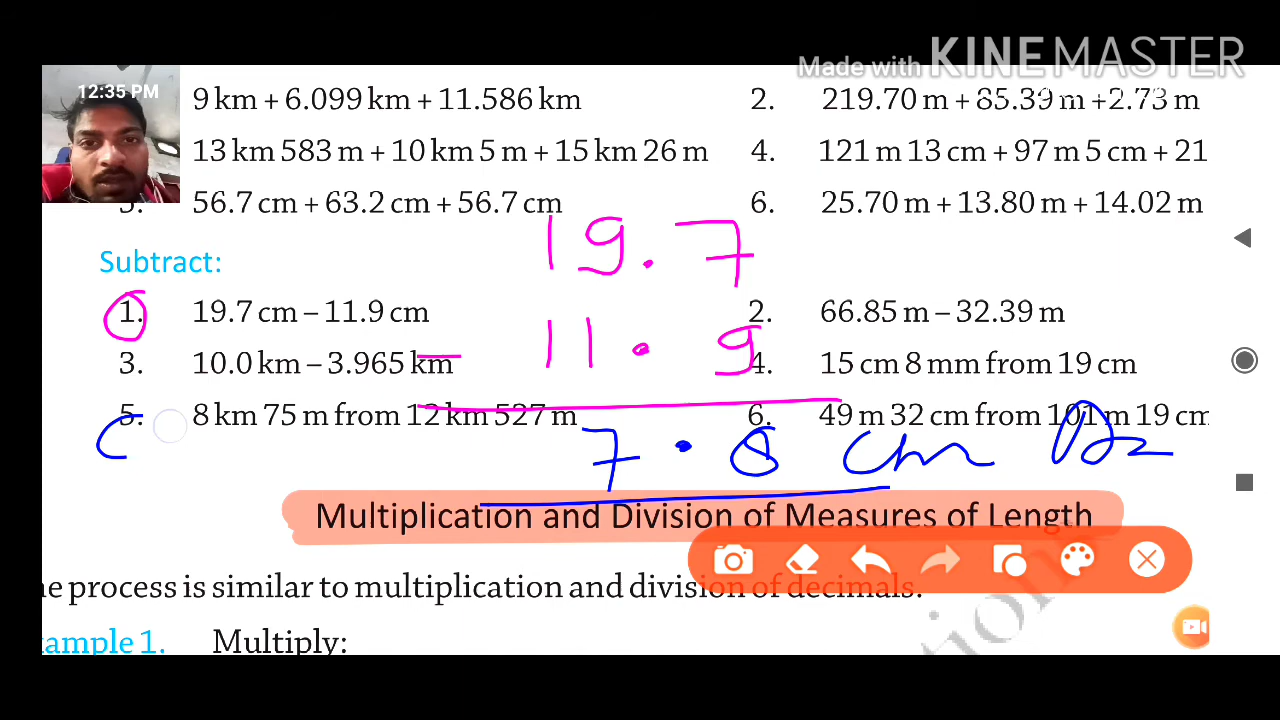 Made with KINEMASTER
12:35 PM
9 km + 6.099 km + 11.586 km
2. 219.70 m + 85.39 m + 2.73 m
13 km 583 m + 10 km 5 m + 15 km 26 m
4. 121 m 13 cm + 97 m 5 cm + 21
5. 56.7 cm + 63.2 cm + 56.7 cm
6. 25.70 m + 13.80 m + 14.02 m
19.7
Subtract:
1. 19.7 cm – 11.9 cm
2. 66.85 m – 32.39 m
– 11.9
3. 10.0 km – 3.965 km
4. 15 cm 8 mm from 19 cm
5. 8 km 75 m from 12 km 527 m
6. 49 m 32 cm from 101 m 19 cm
7.8 cm
Multiplication and Division of Measures of Length
he process is similar to multiplication and division of decimals.
xample 1. Multiply: